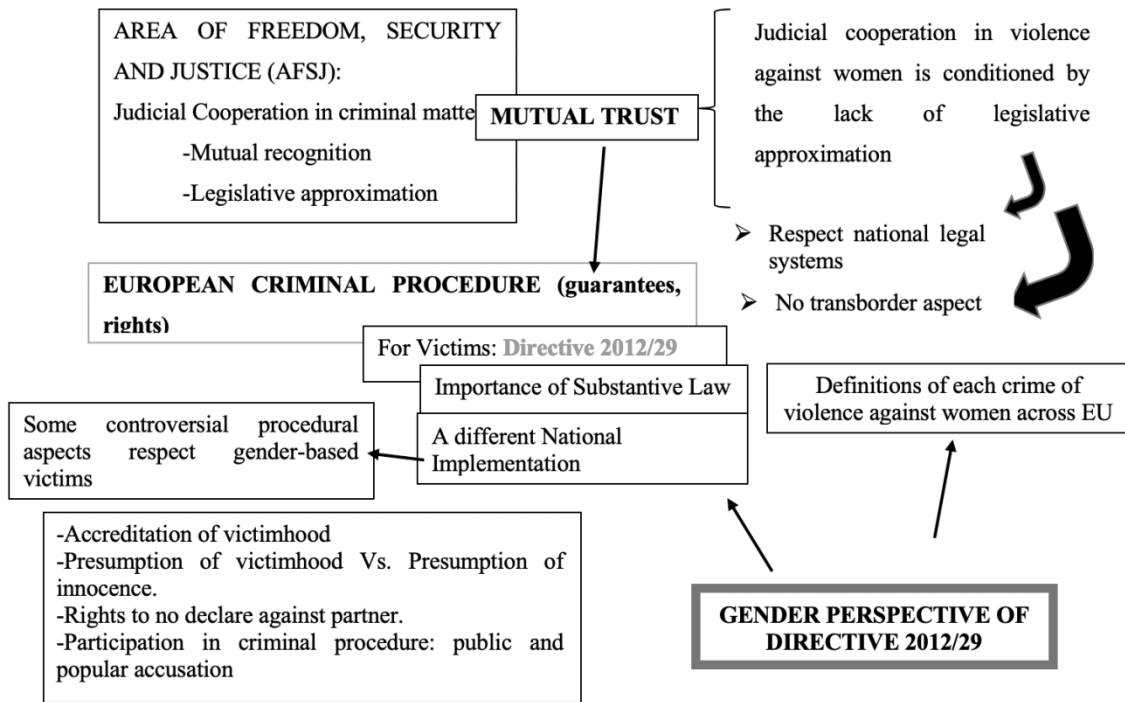 AREA OF FREEDOM, SECURITY
AND JUSTICE (AFSJ):
Judicial Cooperation in criminal matte
-Mutual recognition
-Legislative approximation
MUTUAL TRUST
Judicial cooperation in violence
against women is conditioned by
the lack of legislative
approximation
➤ Respect national legal
systems
➤ No transborder aspect
EUROPEAN CRIMINAL PROCEDURE (guarantees,
rights)
For Victims: Directive 2012/29
Importance of Substantive Law
A different National
Implementation
Definitions of each crime of
violence against women across EU
Some controversial procedural
aspects respect gender-based
victims
-Accreditation of victimhood
-Presumption of victimhood Vs. Presumption of
innocence.
-Rights to no declare against partner.
-Participation in criminal procedure: public and
popular accusation
GENDER PERSPECTIVE OF
DIRECTIVE 2012/29